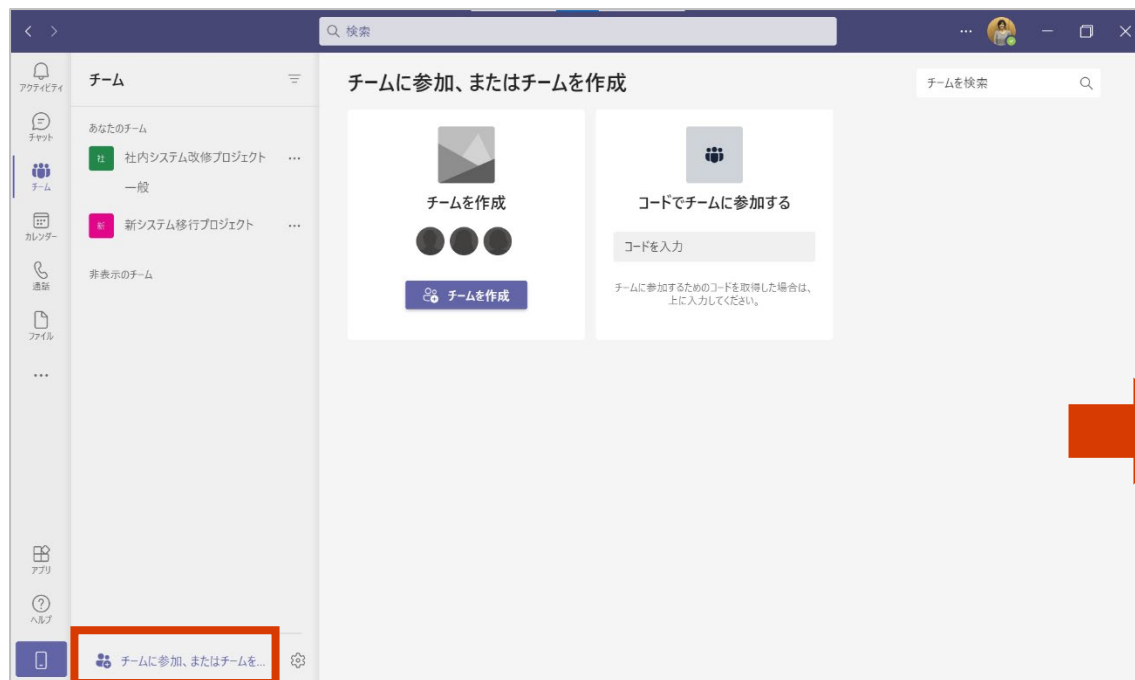 検索
アクティビティ
チャット
チーム
カレンダー
通話
ファイル
アプリ
ヘルプ
チーム
あなたのチーム
社 社内システム改修プロジェクト
一般
新 新システム移行プロジェクト
非表示のチーム
チームに参加、またはチームを...
チームに参加、またはチームを作成
チームを検索
チームを作成
チームを作成
コードでチームに参加する
コードを入力
チームに参加するためのコードを取得した場合は、
上に入力してください。